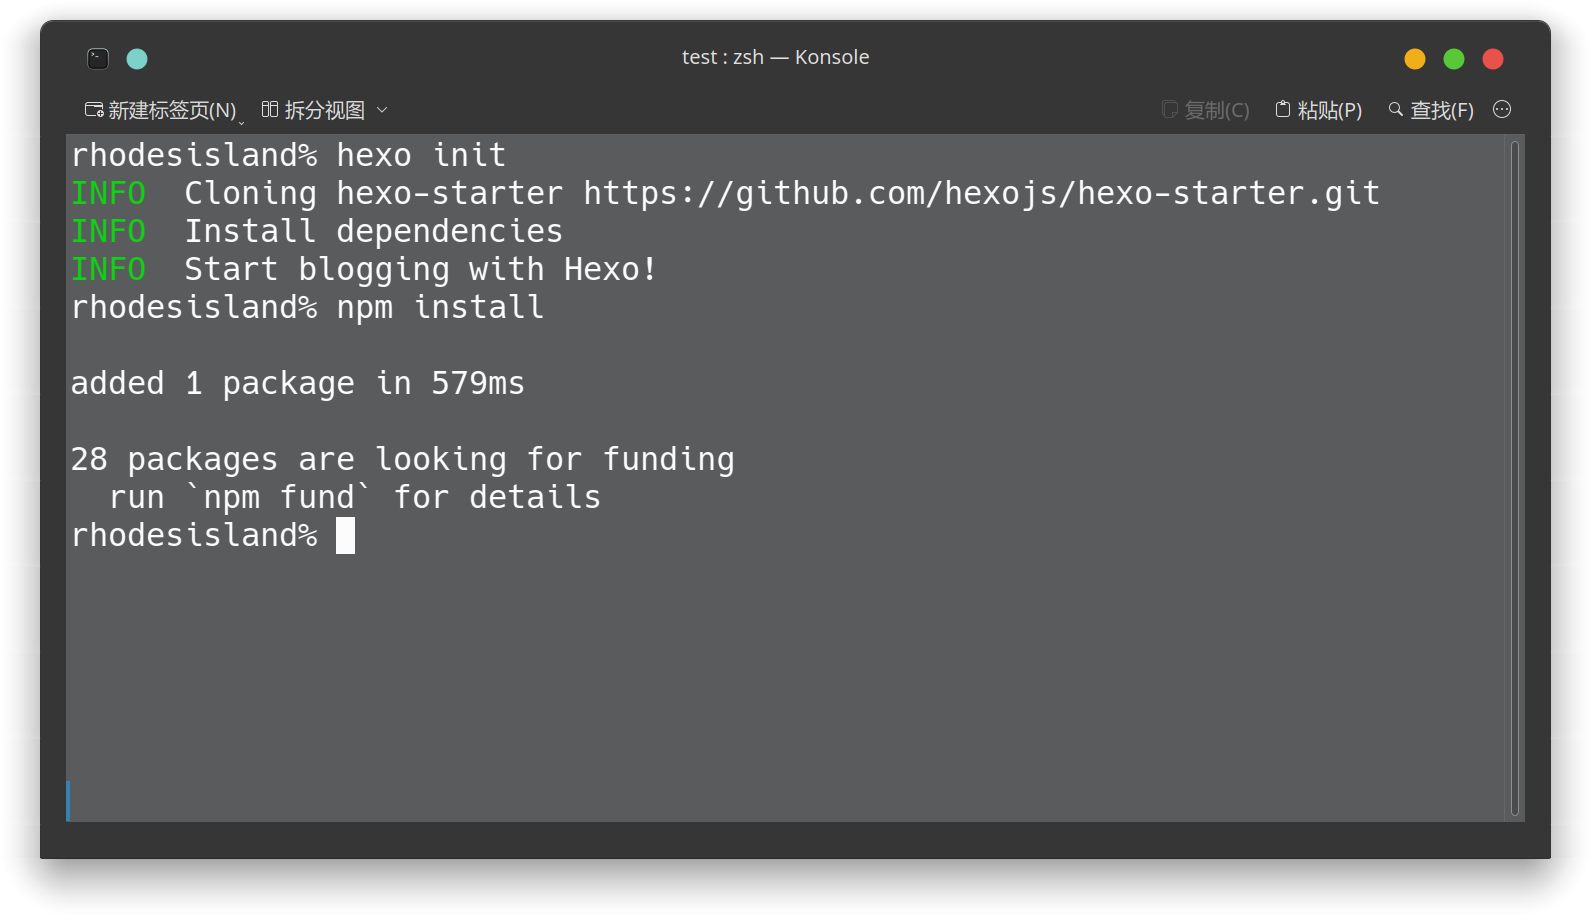 test : zsh — Konsole
新建标签页(N) 拆分视图 复制(C) 粘贴(P) 查找(F)
rhodesisland% hexo init
INFO  Cloning hexo-starter https://github.com/hexojs/hexo-starter.git
INFO  Install dependencies
INFO  Start blogging with Hexo!
rhodesisland% npm install
added 1 package in 579ms
28 packages are looking for funding
  run `npm fund` for details
rhodesisland%